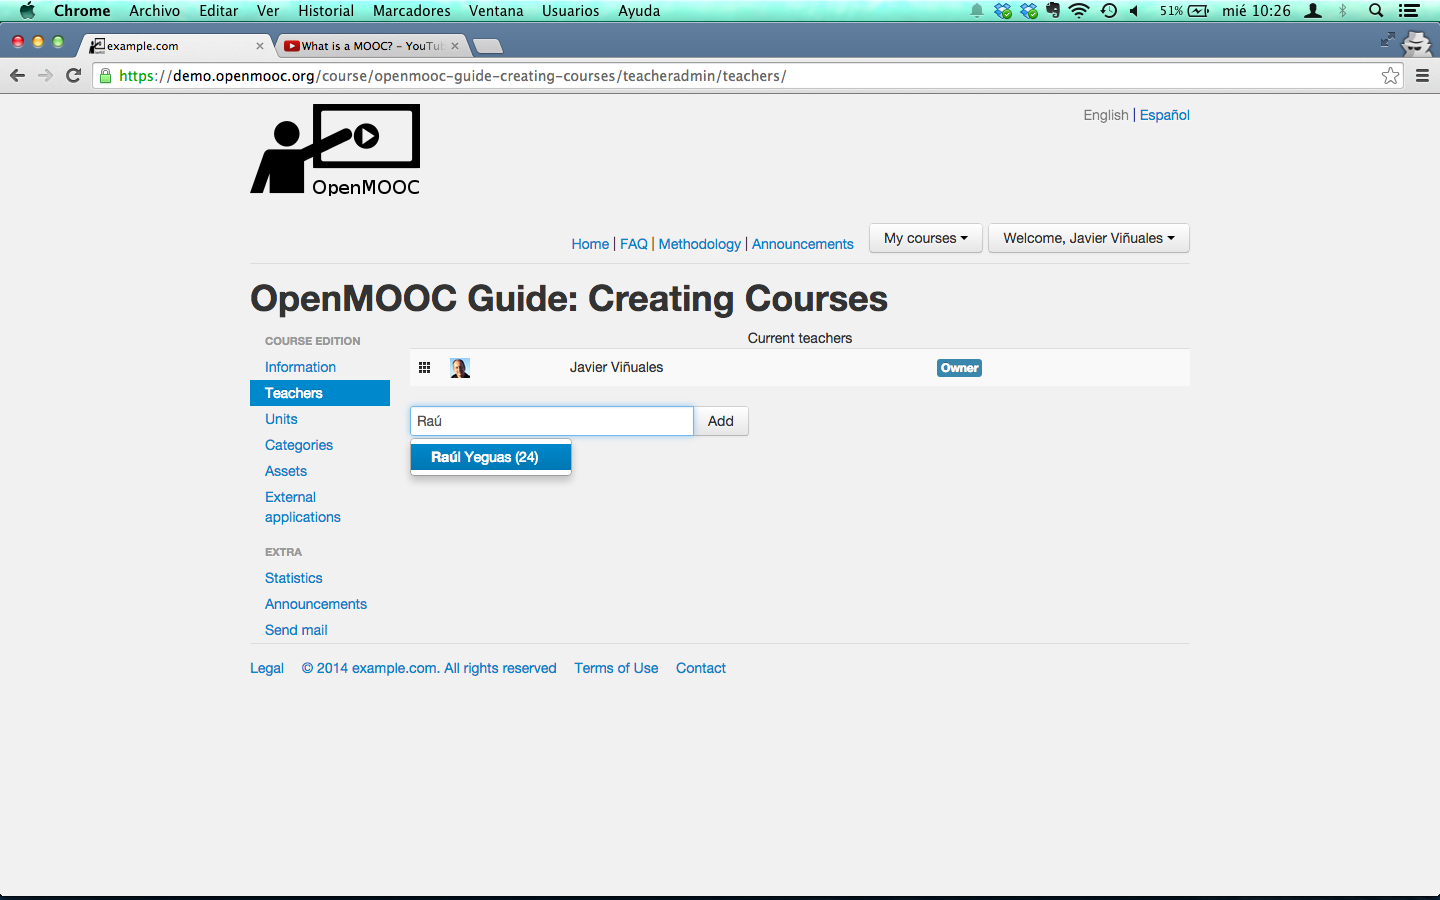 Chrome Archivo Editar Ver Historial Marcadores Ventana Usuarios Ayuda 51% mié 10:26
example.com What is a MOOC? – YouTub
https://demo.openmooc.org/course/openmooc-guide-creating-courses/teacheradmin/teachers/
English | Español
OpenMOOC
Home | FAQ | Methodology | Announcements My courses Welcome, Javier Viñuales
OpenMOOC Guide: Creating Courses
COURSE EDITION
Information
Teachers
Units
Categories
Assets
External
applications
EXTRA
Statistics
Announcements
Send mail
Current teachers
Javier Viñuales Owner
Raú Add
Raúl Yeguas (24)
Legal © 2014 example.com. All rights reserved Terms of Use Contact